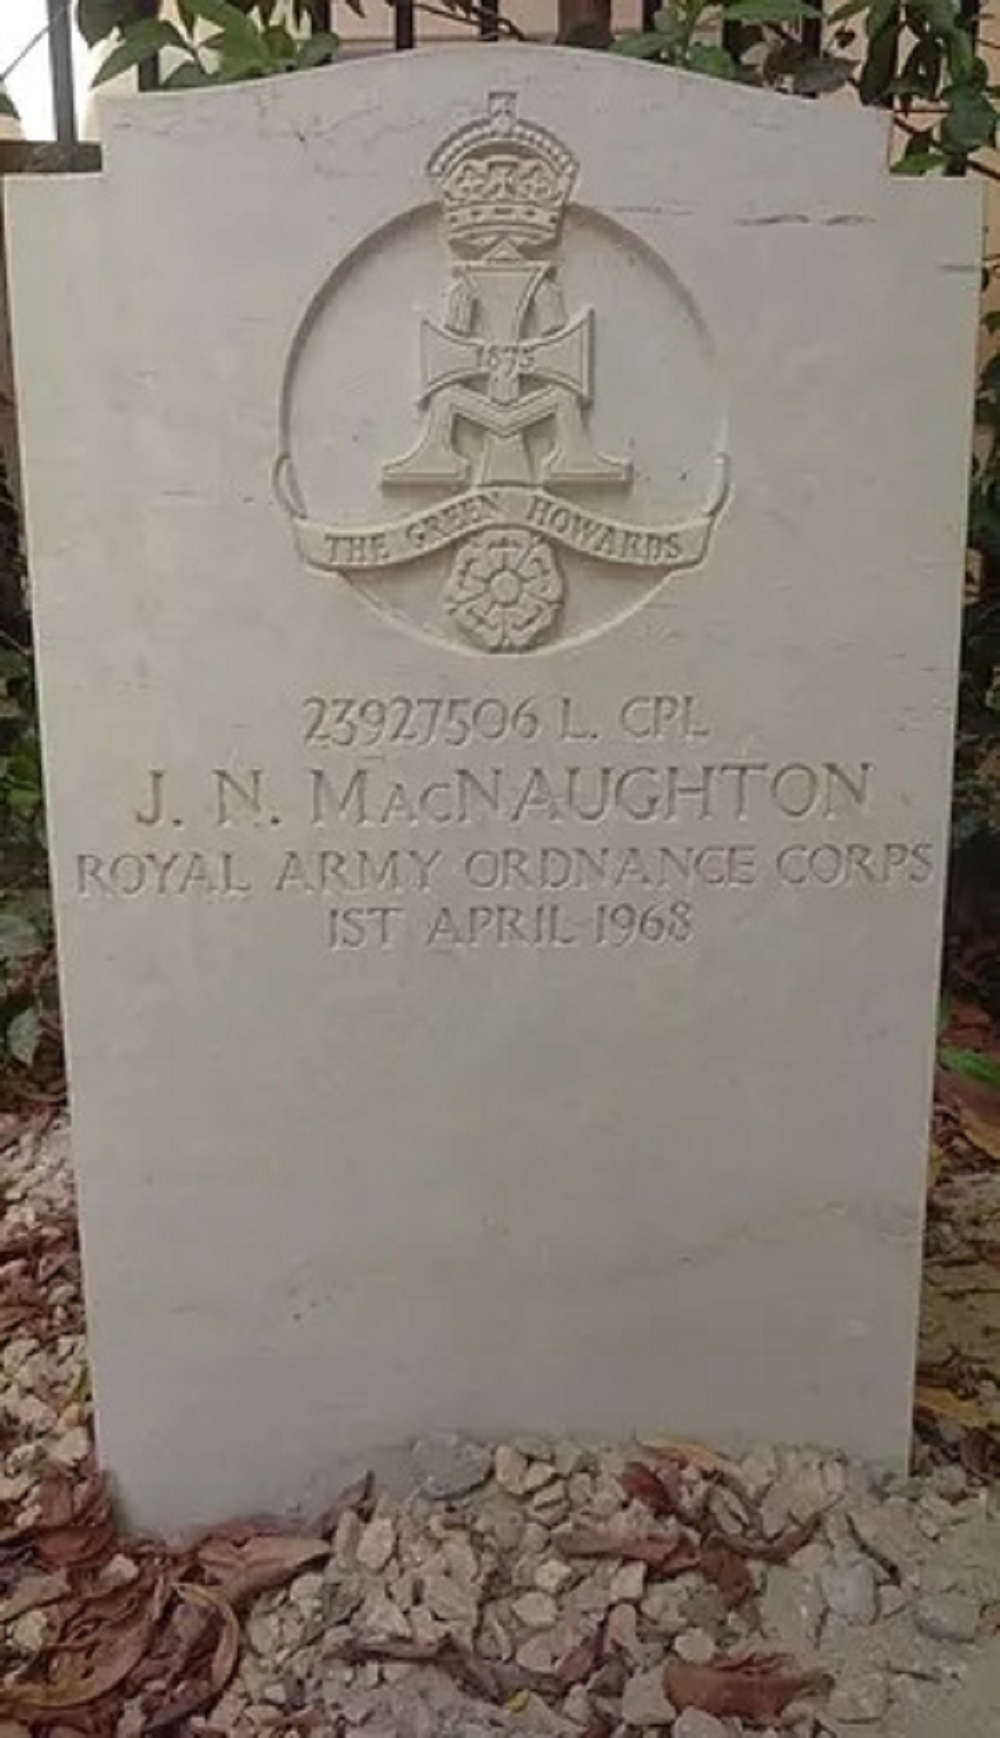 1875
THE GREEN HOWARDS
23927506 L. CPL
J. N. MACNAUGHTON
ROYAL ARMY ORDNANCE CORPS
1ST APRIL 1968